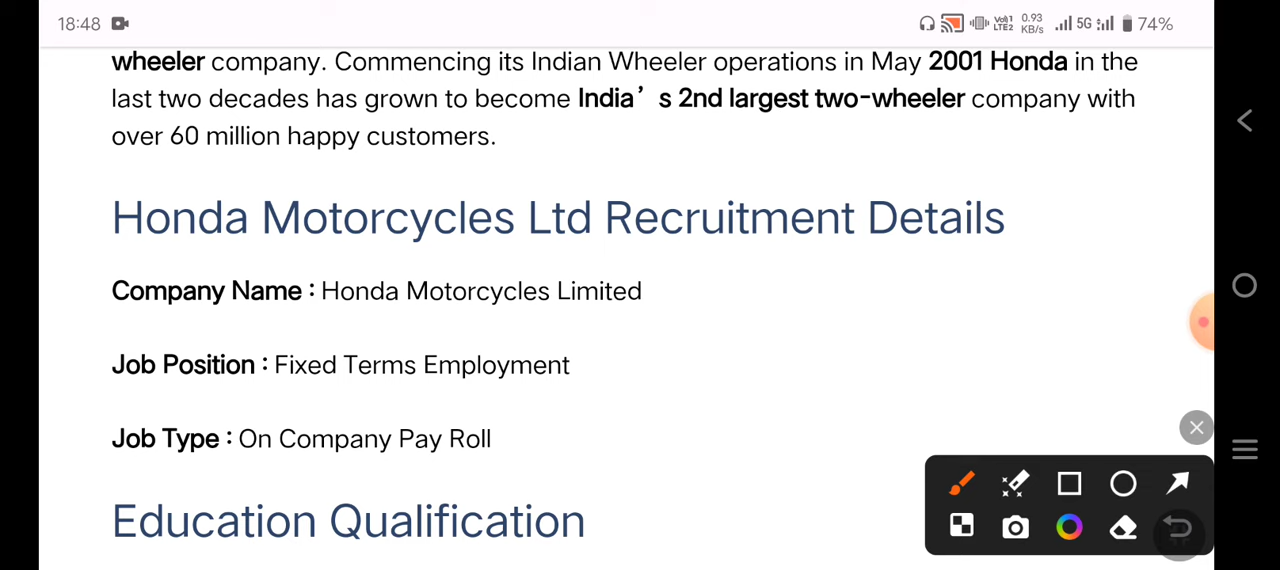 18:48 Vol) 1 LTE2 0.93 KB/s 5G 74%
wheeler company. Commencing its Indian Wheeler operations in May 2001 Honda in the
last two decades has grown to become India’s 2nd largest two-wheeler company with
over 60 million happy customers.
Honda Motorcycles Ltd Recruitment Details
Company Name : Honda Motorcycles Limited
Job Position : Fixed Terms Employment
Job Type : On Company Pay Roll
Education Qualification